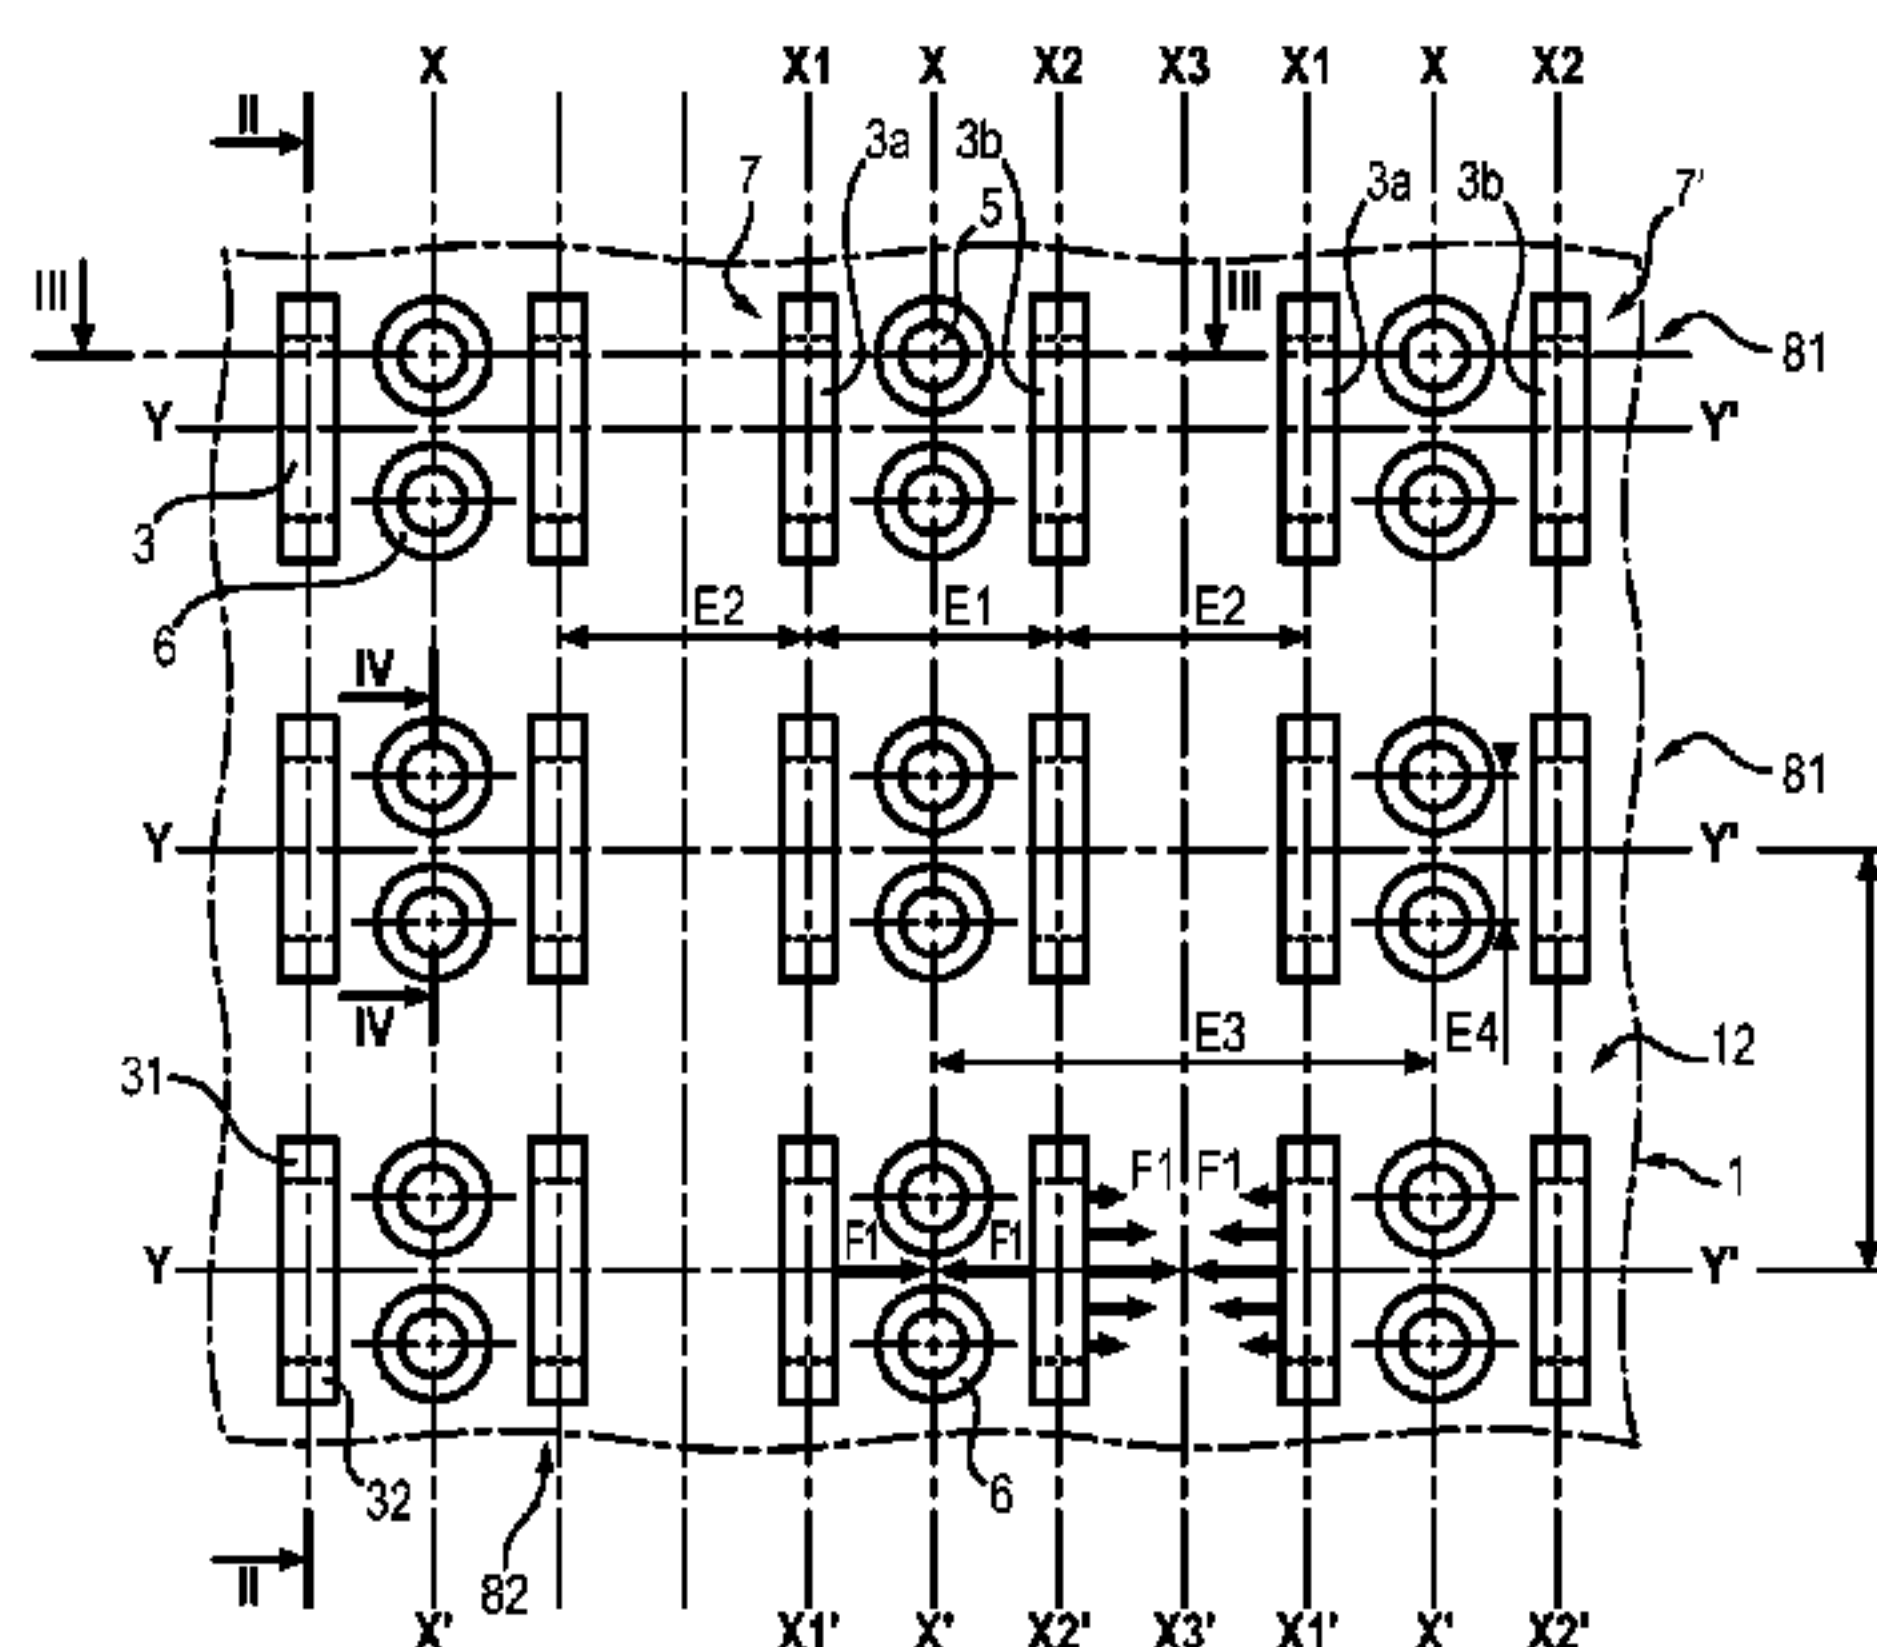 X X1 X X2 X3 X1 X X2
II
3a 3b
7 3a 3b 7'
5
III III
81
Y Y'
3
E2 E1 E2
6
IV
81
Y Y'
IV E3 E4 12
31
F1 F1 1
F1 F1
Y Y'
32 6
II 82
X' X1' X' X2' X3' X1' X' X2'